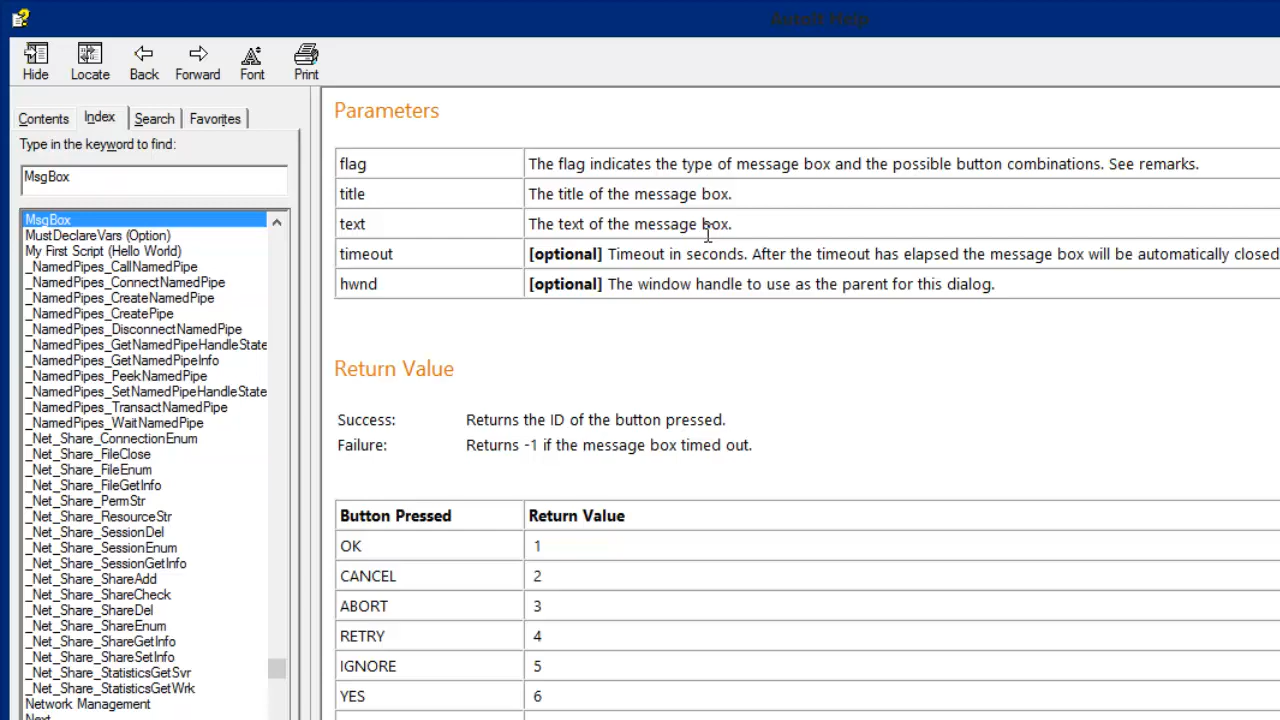 AutoIt Help
Hide
Locate
Back
Forward
Font
Print
Contents
Index
Search
Favorites
Type in the keyword to find:
MsgBox
MsgBox
MustDeclareVars (Option)
My First Script (Hello World)
_NamedPipes_CallNamedPipe
_NamedPipes_ConnectNamedPipe
_NamedPipes_CreateNamedPipe
_NamedPipes_CreatePipe
_NamedPipes_DisconnectNamedPipe
_NamedPipes_GetNamedPipeHandleState
_NamedPipes_GetNamedPipeInfo
_NamedPipes_PeekNamedPipe
_NamedPipes_SetNamedPipeHandleState
_NamedPipes_TransactNamedPipe
_NamedPipes_WaitNamedPipe
_Net_Share_ConnectionEnum
_Net_Share_FileClose
_Net_Share_FileEnum
_Net_Share_FileGetInfo
_Net_Share_PermStr
_Net_Share_ResourceStr
_Net_Share_SessionDel
_Net_Share_SessionEnum
_Net_Share_SessionGetInfo
_Net_Share_ShareAdd
_Net_Share_ShareCheck
_Net_Share_ShareDel
_Net_Share_ShareEnum
_Net_Share_ShareGetInfo
_Net_Share_ShareSetInfo
_Net_Share_StatisticsGetSvr
_Net_Share_StatisticsGetWrk
Network Management
Next
Parameters
flag The flag indicates the type of message box and the possible button combinations. See remarks.
title The title of the message box.
text The text of the message box.
timeout [optional] Timeout in seconds. After the timeout has elapsed the message box will be automatically closed
hwnd [optional] The window handle to use as the parent for this dialog.
Return Value
Success: Returns the ID of the button pressed.
Failure: Returns -1 if the message box timed out.
Button Pressed Return Value
OK 1
CANCEL 2
ABORT 3
RETRY 4
IGNORE 5
YES 6